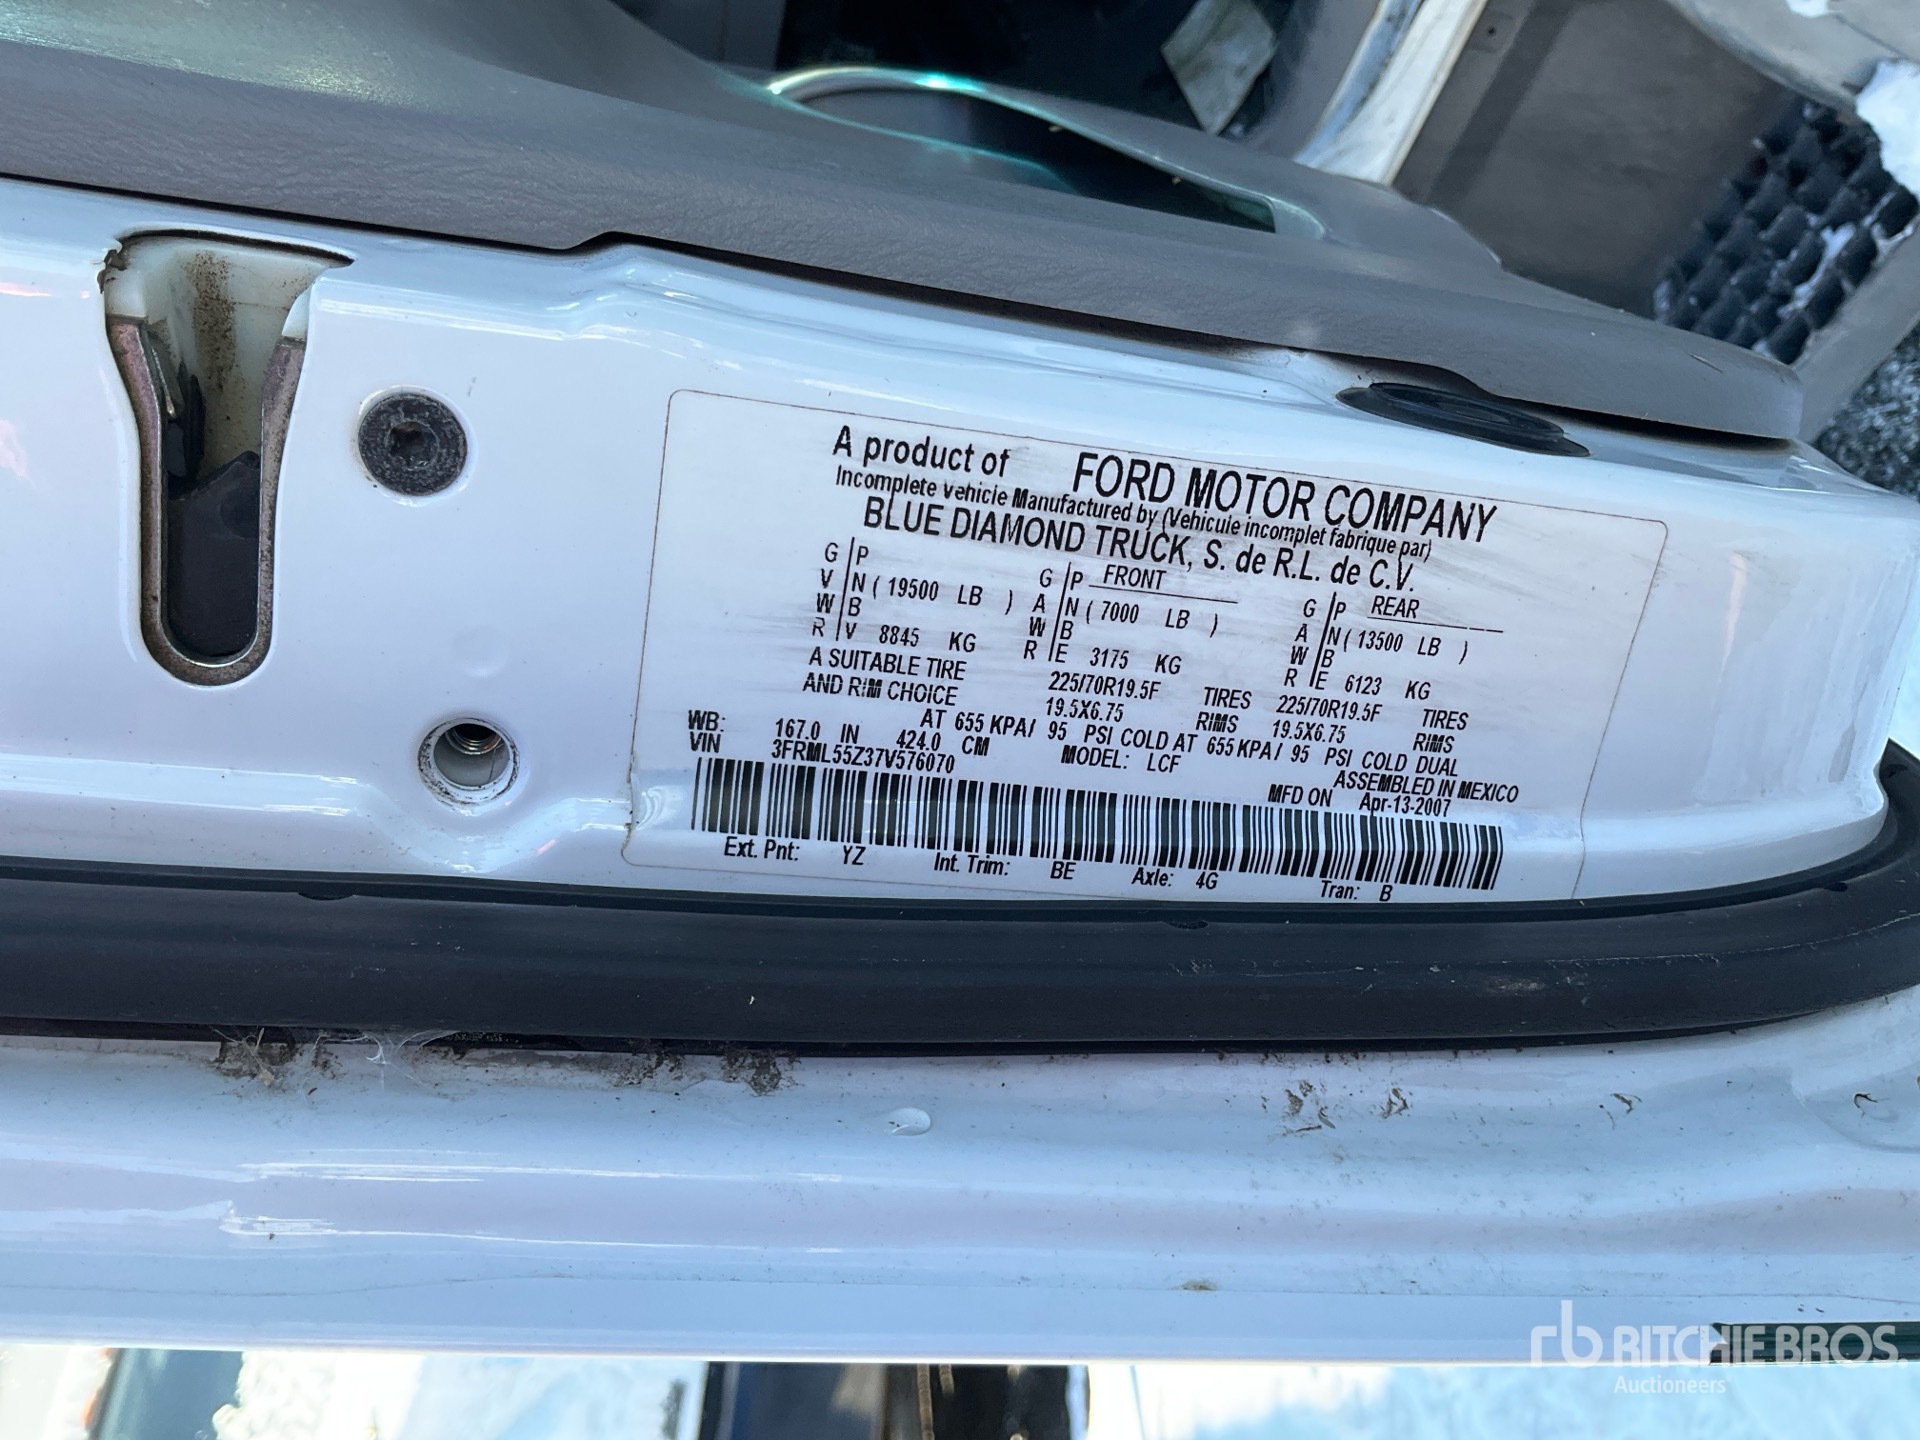 A product of FORD MOTOR COMPANY
Incomplete vehicle Manufactured by (Vehicule incomplet fabrique par)
BLUE DIAMOND TRUCK, S. de R.L. de C.V.
G P G P FRONT G P REAR
V N ( 19500 LB ) A N ( 7000 LB ) A N ( 13500 LB )
W B W B W B
R V 8845 KG R E 3175 KG R E 6123 KG
A SUITABLE TIRE 225/70R19.5F TIRES 225/70R19.5F TIRES
AND RIM CHOICE 19.5X6.75 RIMS 19.5X6.75 RIMS
AT 655 KPA/ 95 PSI COLD AT 655 KPA/ 95 PSI COLD DUAL
WB: 167.0 IN 424.0 CM MODEL: LCF ASSEMBLED IN MEXICO
VIN 3FRML55Z37V576070 MFD ON Apr-13-2007
Ext. Pnt: YZ Int. Trim: BE Axle: 4G Tran: B
rb RITCHIE BROS.
Auctioneers